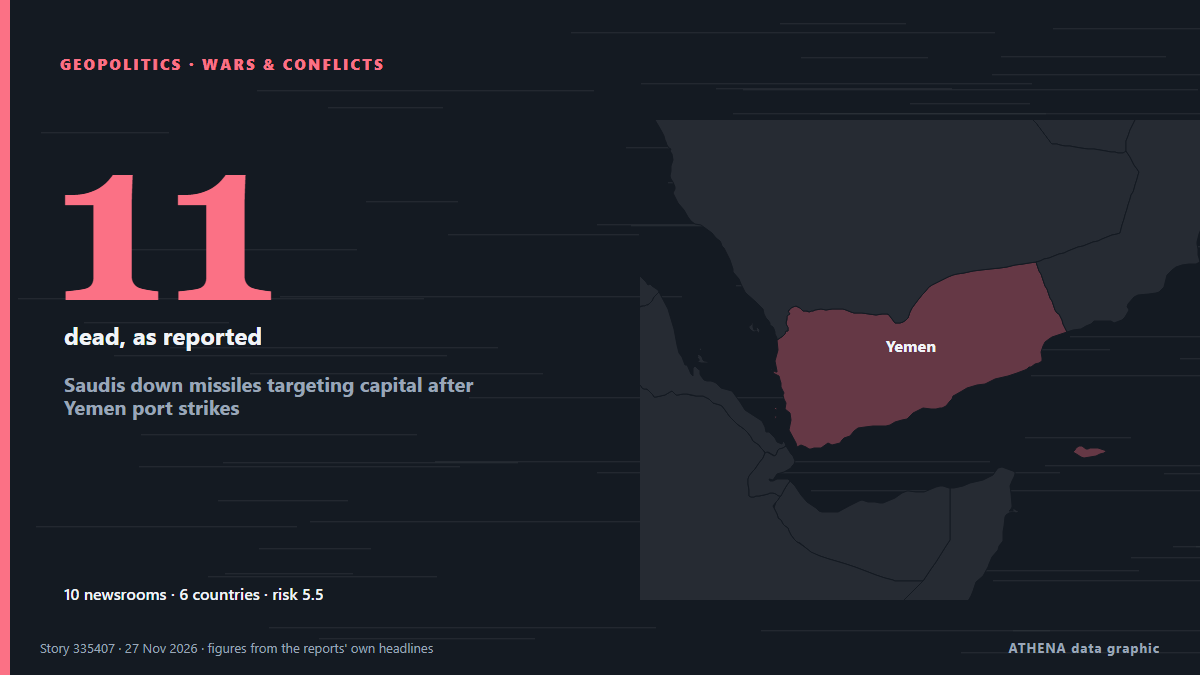 GEOPOLITICS · WARS & CONFLICTS
11
dead, as reported
Saudis down missiles targeting capital after
Yemen port strikes
Yemen
10 newsrooms · 6 countries · risk 5.5
Story 335407 · 27 Nov 2026 · figures from the reports' own headlines
ATHENA data graphic